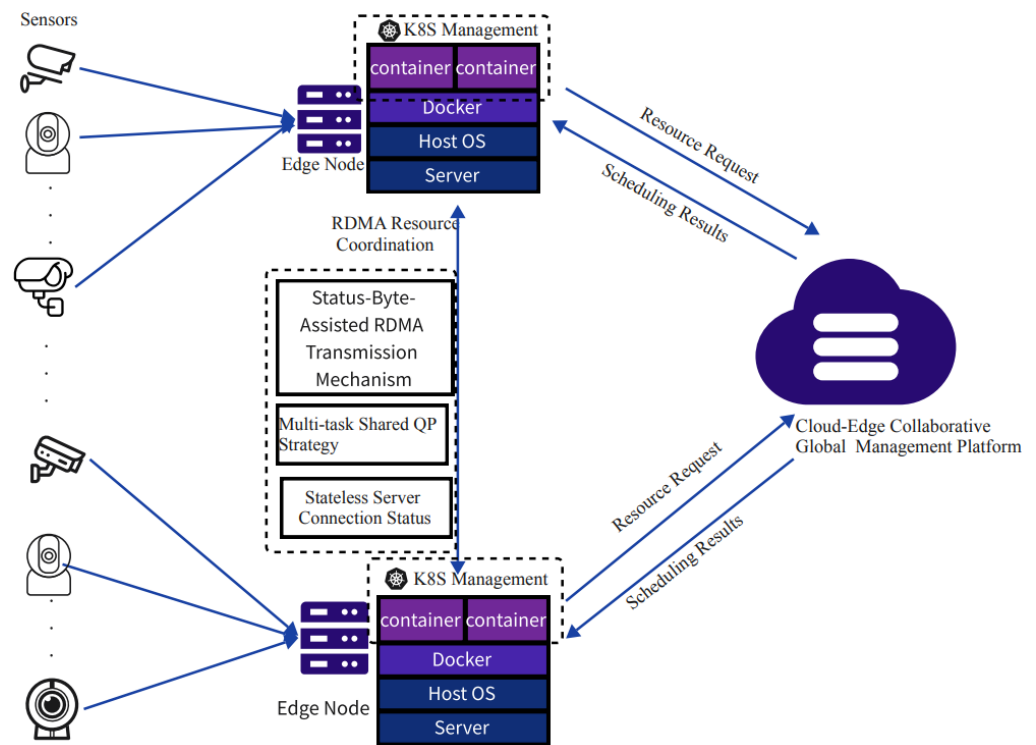 Sensors
K8S Management
container container
Docker
Host OS
Server
Edge Node
Resource Request
Scheduling Results
RDMA Resource
Coordination
Status-Byte-
Assisted RDMA
Transmission
Mechanism
Multi-task Shared QP
Strategy
Stateless Server
Connection Status
Cloud-Edge Collaborative
Global Management Platform
Resource Request
Scheduling Results
K8S Management
container container
Docker
Host OS
Server
Edge Node